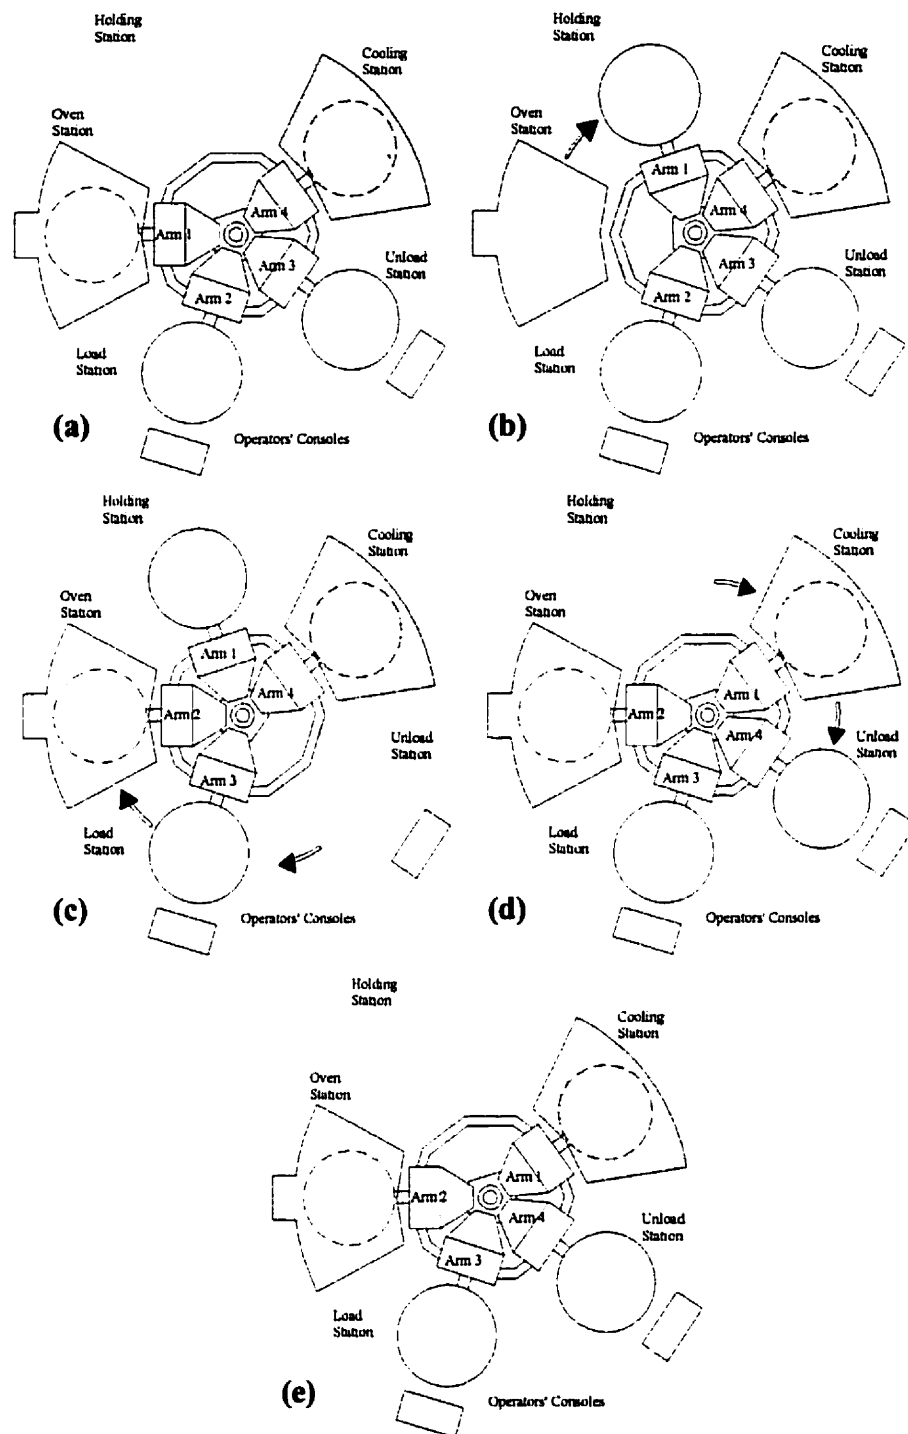 Holding
Station
Cooling
Station
Oven
Station
Arm 4
Arm 1
Arm 3
Arm 2
Unload
Station
Load
Station
(a)
Operators' Consoles
Holding
Station
Cooling
Station
Oven
Station
Arm 1
Arm 4
Arm 3
Arm 2
Unload
Station
Load
Station
(b)
Operators' Consoles
Holding
Station
Cooling
Station
Oven
Station
Arm 1
Arm 4
Arm 2
Arm 3
Unload
Station
Load
Station
(c)
Operators' Consoles
Holding
Station
Cooling
Station
Oven
Station
Arm 1
Arm 2
Arm 4
Arm 3
Unload
Station
Load
Station
(d)
Operators' Consoles
Holding
Station
Cooling
Station
Oven
Station
Arm 1
Arm 2
Arm 4
Arm 3
Unload
Station
Load
Station
(e)
Operators' Consoles